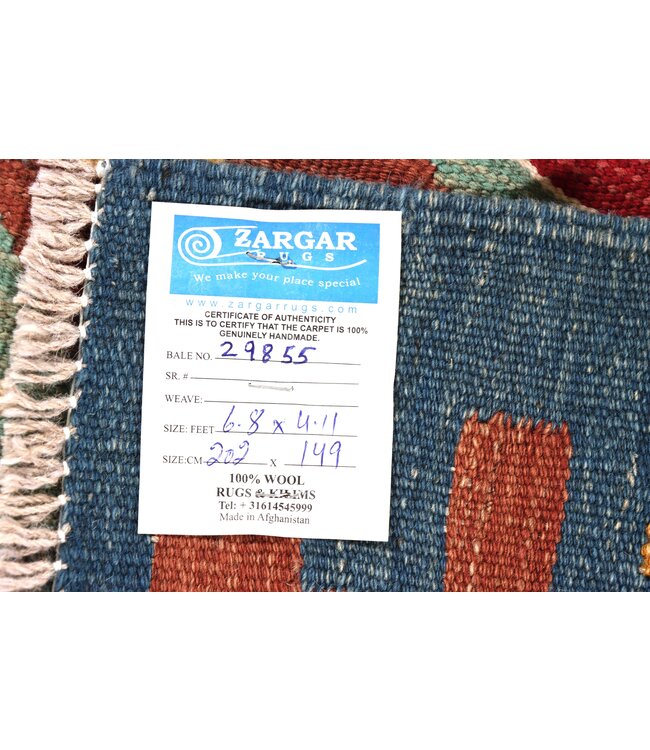 ZARGAR
RUGS
We make your place special
www.zargarrugs.com
CERTIFICATE OF AUTHENTICITY
THIS IS TO CERTIFY THAT THE CARPET IS 100%
GENUINELY HANDMADE.
BALE NO. 29855
SR. #
WEAVE:
SIZE: FEET 6.8 x 4.11
SIZE:CM 202 X 149
100% WOOL
RUGS & KILIMS
Tel: + 31614545999
Made in Afghanistan